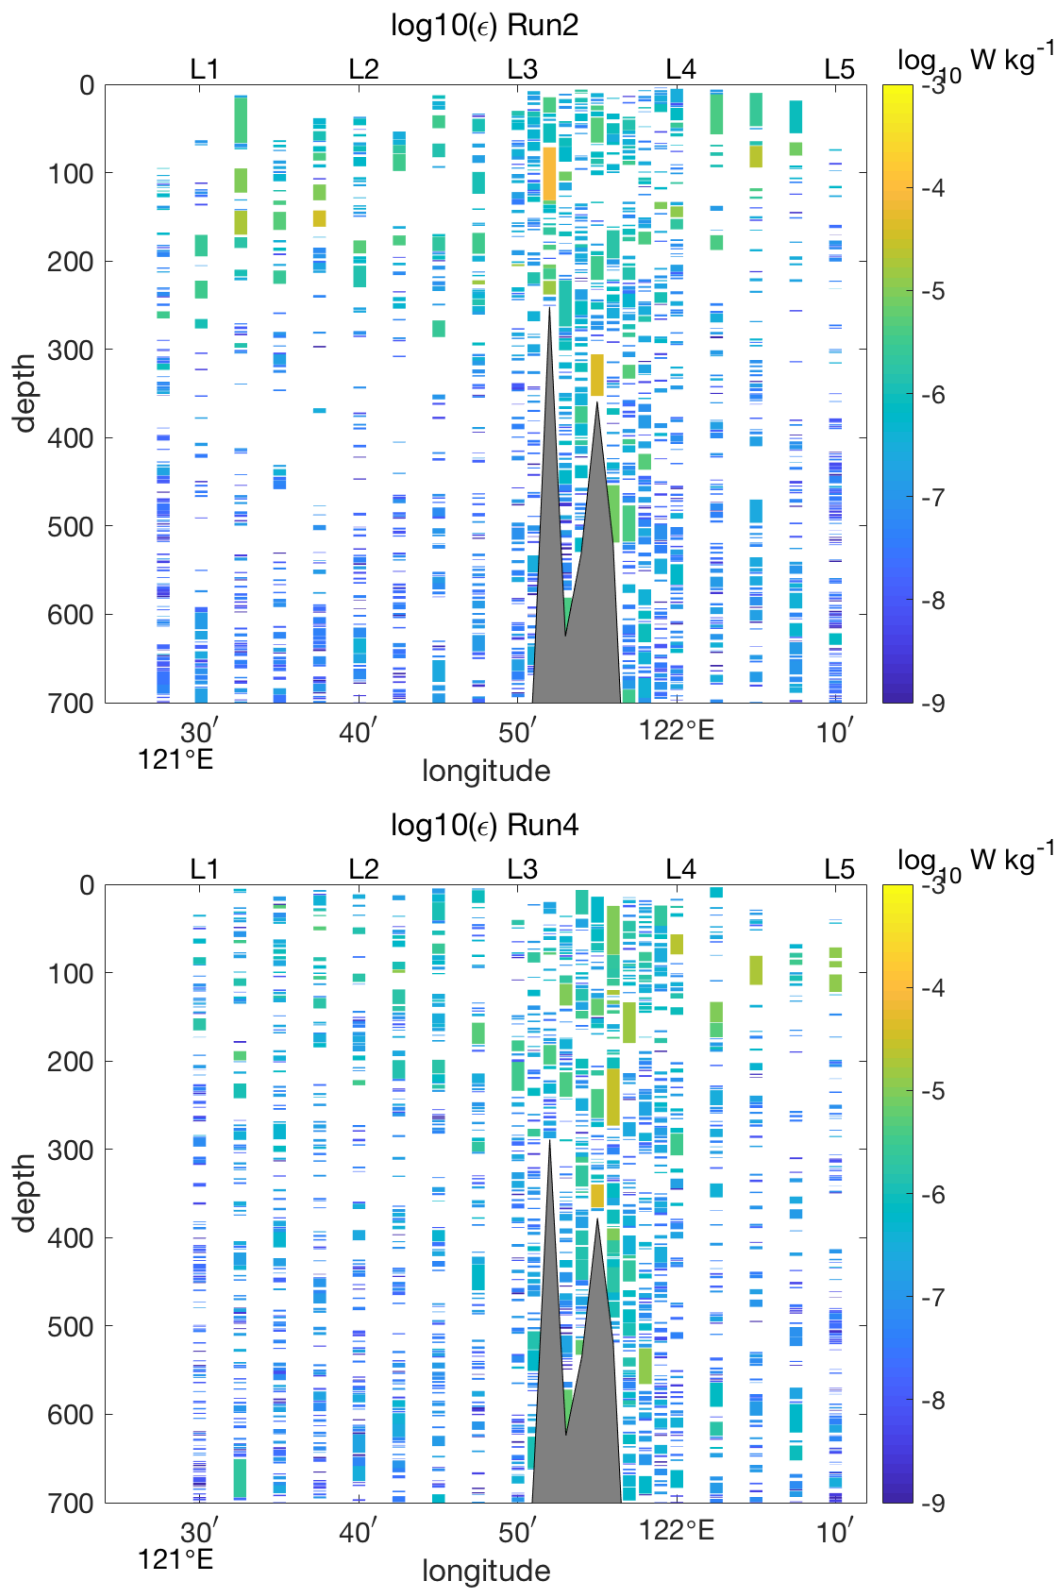 log10(ϵ) Run2
L1 L2 L3 L4 L5
log10 W kg-1
0
100
200
300
400
500
600
700
depth
-3
-4
-5
-6
-7
-8
-9
30′ 40′ 50′ 122°E 10′
121°E
longitude
log10(ϵ) Run4
L1 L2 L3 L4 L5
log10 W kg-1
0
100
200
300
400
500
600
700
depth
-3
-4
-5
-6
-7
-8
-9
30′ 40′ 50′ 122°E 10′
121°E
longitude